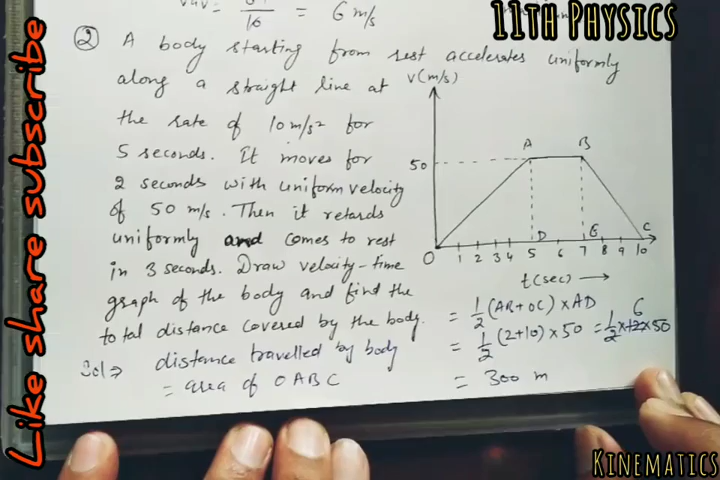 11th Physics
Vav = = 6 m/s
16
② A body starting from rest accelerates uniformly
along a straight line at
the rate of 10 m/s² for
5 seconds. It moves for
2 seconds with uniform velocity
of 50 m/s. Then it retards
uniformly and comes to rest
in 3 seconds. Draw velocity-time
graph of the body and find the
total distance covered by the body.
Sol⇒ distance travelled by body
= area of OABC
V(m/s)
A B
50
O 1 2 3 4 5 D 6 7 E 8 9 10 C
t(sec) →
= 1/2 (AB+OC) × AD
= 1/2 (2+10) × 50 = 1/2 × 12 × 50
6
= 300 m
Like share subscribe
Kinematics